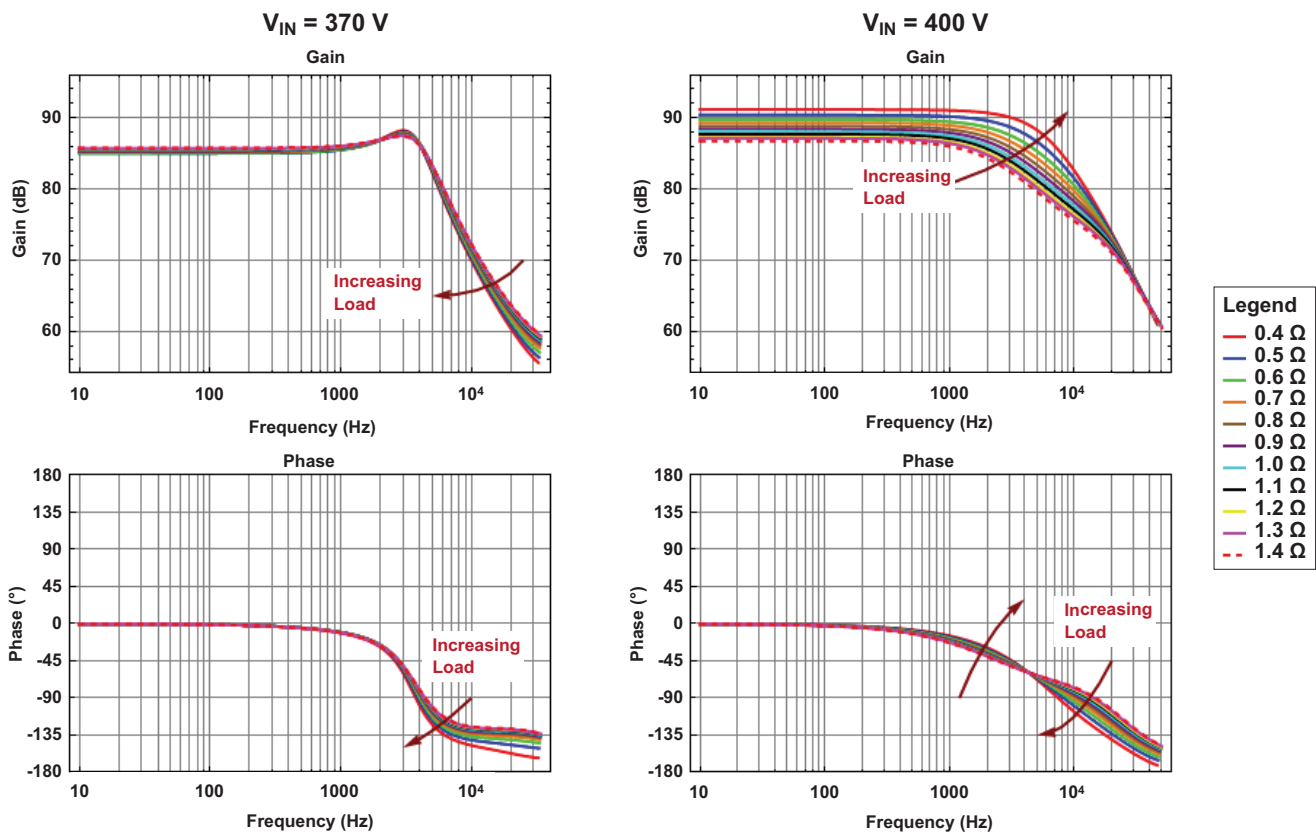 V_IN = 370 V
Gain
90
80
70
60
Gain (dB)
Increasing
Load
10
100
1000
10⁴
Frequency (Hz)
Phase
180
135
90
45
0
-45
-90
-135
-180
Phase (°)
Increasing
Load
10
100
1000
10⁴
Frequency (Hz)
V_IN = 400 V
Gain
90
80
70
60
Gain (dB)
Increasing
Load
10
100
1000
10⁴
Frequency (Hz)
Phase
180
135
90
45
0
-45
-90
-135
-180
Phase (°)
Increasing
Load
10
100
1000
10⁴
Frequency (Hz)
Legend
0.4 Ω
0.5 Ω
0.6 Ω
0.7 Ω
0.8 Ω
0.9 Ω
1.0 Ω
1.1 Ω
1.2 Ω
1.3 Ω
1.4 Ω